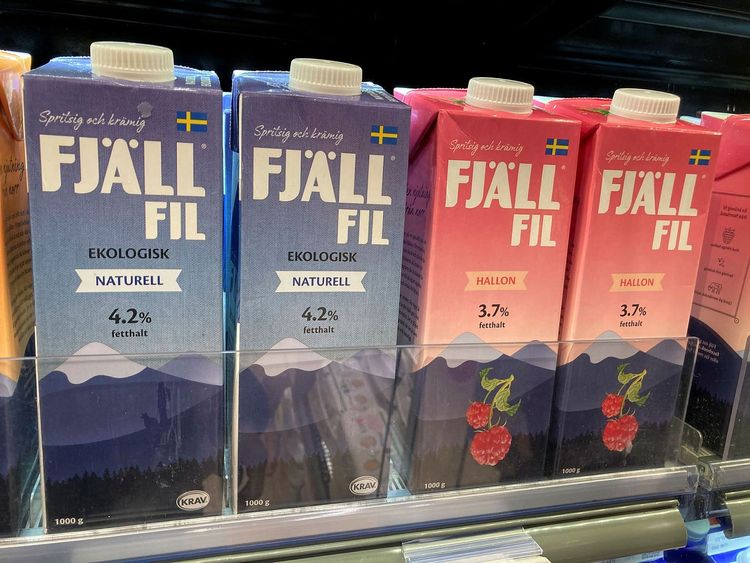 Spritsig och krämig
FJÄLL
FIL
EKOLOGISK
NATURELL
4.2%
fetthalt
KRAV
1000 g
Spritsig och krämig
FJÄLL
FIL
EKOLOGISK
NATURELL
4.2%
fetthalt
KRAV
1000 g
Spritsig och krämig
FJÄLL
FIL
HALLON
3.7%
fetthalt
1000 g
Spritsig och krämig
FJÄLL
FIL
HALLON
3.7%
fetthalt
1000 g